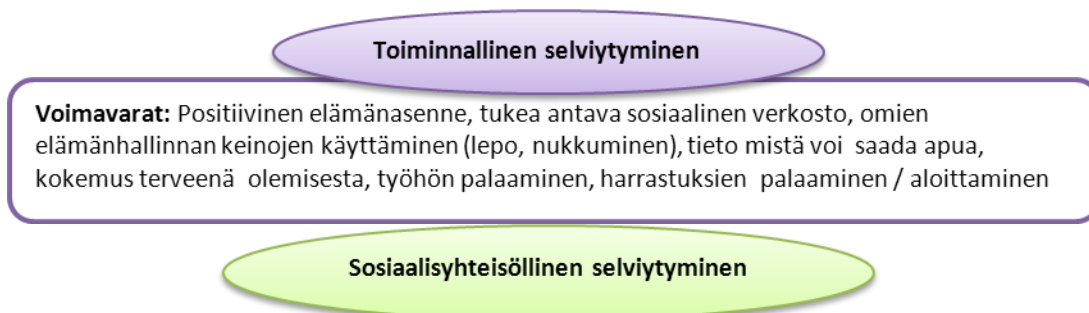 Toiminnallinen selviytyminen
Voimavarat: Positiivinen elämänasenne, tukea antava sosiaalinen verkosto, omien
elämänhallinnan keinojen käyttäminen (lepo, nukkuminen), tieto mistä voi saada apua,
kokemus terveenä olemisesta, työhön palaaminen, harrastuksien palaaminen / aloittaminen
Sosiaalisyhteisöllinen selviytyminen